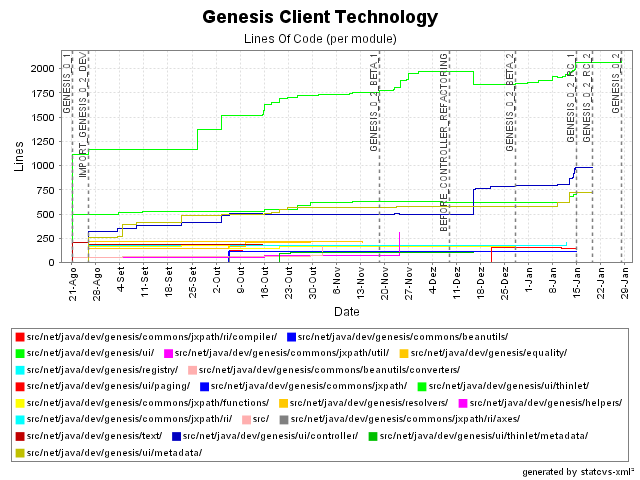 Genesis Client Technology
Lines Of Code (per module)
Lines
2000
1750
1500
1250
1000
750
500
250
0
GENESIS_0_1
IMPORT_GENESIS_0_2_DEV
GENESIS_0_2_BETA_1
BEFORE_CONTROLLER_REFACTORING
GENESIS_0_2_BETA_2
GENESIS_0_2_RC_1
GENESIS_0_2_RC_2
GENESIS_0_2
21-Ago
28-Ago
4-Set
11-Set
18-Set
25-Set
2-Out
9-Out
16-Out
23-Out
30-Out
6-Nov
13-Nov
20-Nov
27-Nov
4-Dez
11-Dez
18-Dez
25-Dez
1-Jan
8-Jan
15-Jan
22-Jan
29-Jan
Date
src/net/java/dev/genesis/commons/jxpath/ri/compiler/ src/net/java/dev/genesis/commons/beanutils/
src/net/java/dev/genesis/ui/ src/net/java/dev/genesis/commons/jxpath/util/ src/net/java/dev/genesis/equality/
src/net/java/dev/genesis/registry/ src/net/java/dev/genesis/commons/beanutils/converters/
src/net/java/dev/genesis/ui/paging/ src/net/java/dev/genesis/commons/jxpath/ src/net/java/dev/genesis/ui/thinlet/
src/net/java/dev/genesis/commons/jxpath/functions/ src/net/java/dev/genesis/resolvers/ src/net/java/dev/genesis/helpers/
src/net/java/dev/genesis/commons/jxpath/ri/ src/ src/net/java/dev/genesis/commons/jxpath/ri/axes/
src/net/java/dev/genesis/text/ src/net/java/dev/genesis/ui/controller/ src/net/java/dev/genesis/ui/thinlet/metadata/
src/net/java/dev/genesis/ui/metadata/
generated by statcvs-xml²